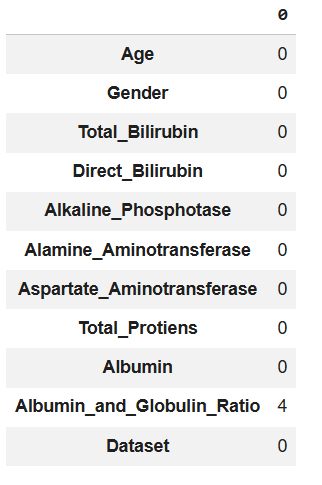 0
Age 0
Gender 0
Total_Bilirubin 0
Direct_Bilirubin 0
Alkaline_Phosphotase 0
Alamine_Aminotransferase 0
Aspartate_Aminotransferase 0
Total_Protiens 0
Albumin 0
Albumin_and_Globulin_Ratio 4
Dataset 0